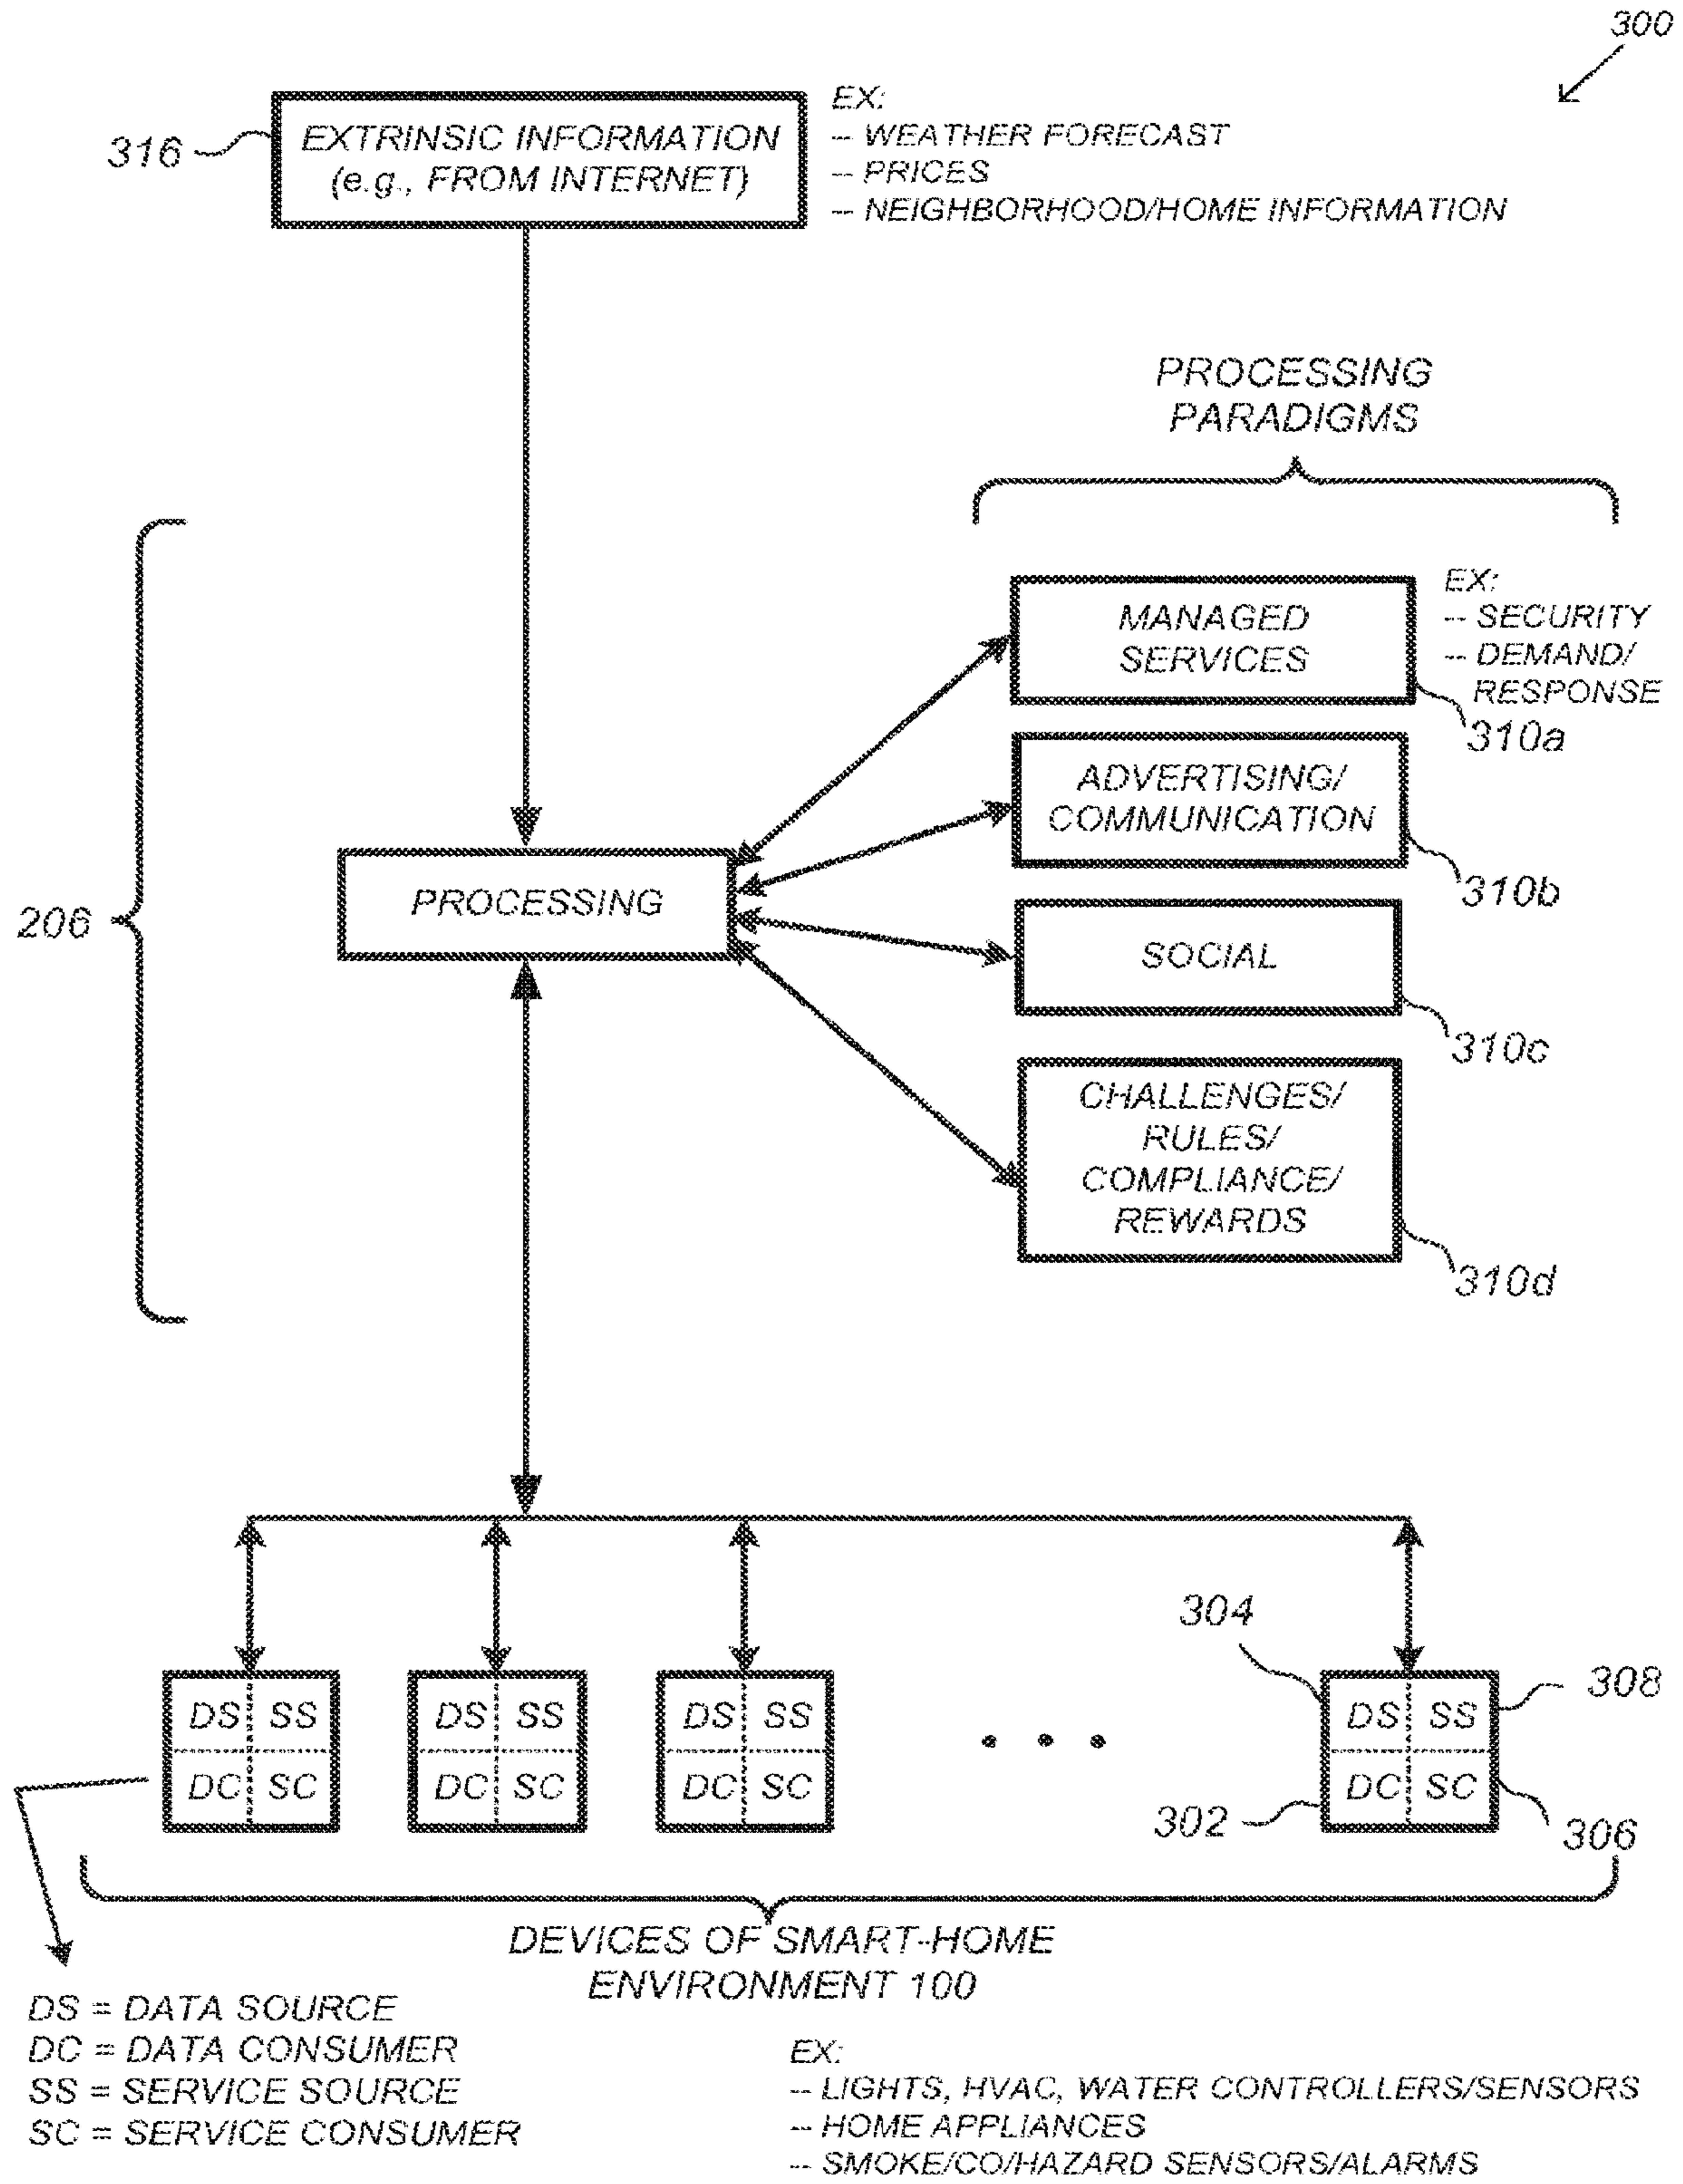 300
316
EXTRINSIC INFORMATION
(e.g., FROM INTERNET)
EX:
-- WEATHER FORECAST
-- PRICES
-- NEIGHBORHOOD/HOME INFORMATION
PROCESSING
PARADIGMS
206
PROCESSING
MANAGED
SERVICES
EX:
-- SECURITY
-- DEMAND/
RESPONSE
310a
ADVERTISING/
COMMUNICATION
310b
SOCIAL
310c
CHALLENGES/
RULES/
COMPLIANCE/
REWARDS
310d
DS SS
DC SC
DS SS
DC SC
DS SS
DC SC
• • •
304
308
DS SS
DC SC
302
306
DEVICES OF SMART-HOME
ENVIRONMENT 100
DS = DATA SOURCE
DC = DATA CONSUMER
SS = SERVICE SOURCE
SC = SERVICE CONSUMER
EX:
-- LIGHTS, HVAC, WATER CONTROLLERS/SENSORS
-- HOME APPLIANCES
-- SMOKE/CO/HAZARD SENSORS/ALARMS